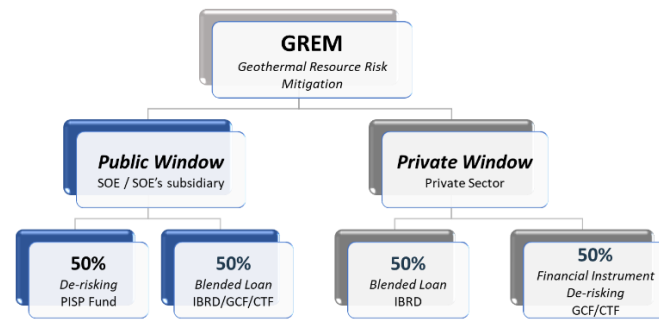 GREM
Geothermal Resource Risk
Mitigation
Public Window
SOE / SOE's subsidiary
Private Window
Private Sector
50%
De-risking
PISP Fund
50%
Blended Loan
IBRD/GCF/CTF
50%
Blended Loan
IBRD
50%
Financial Instrument
De-risking
GCF/CTF